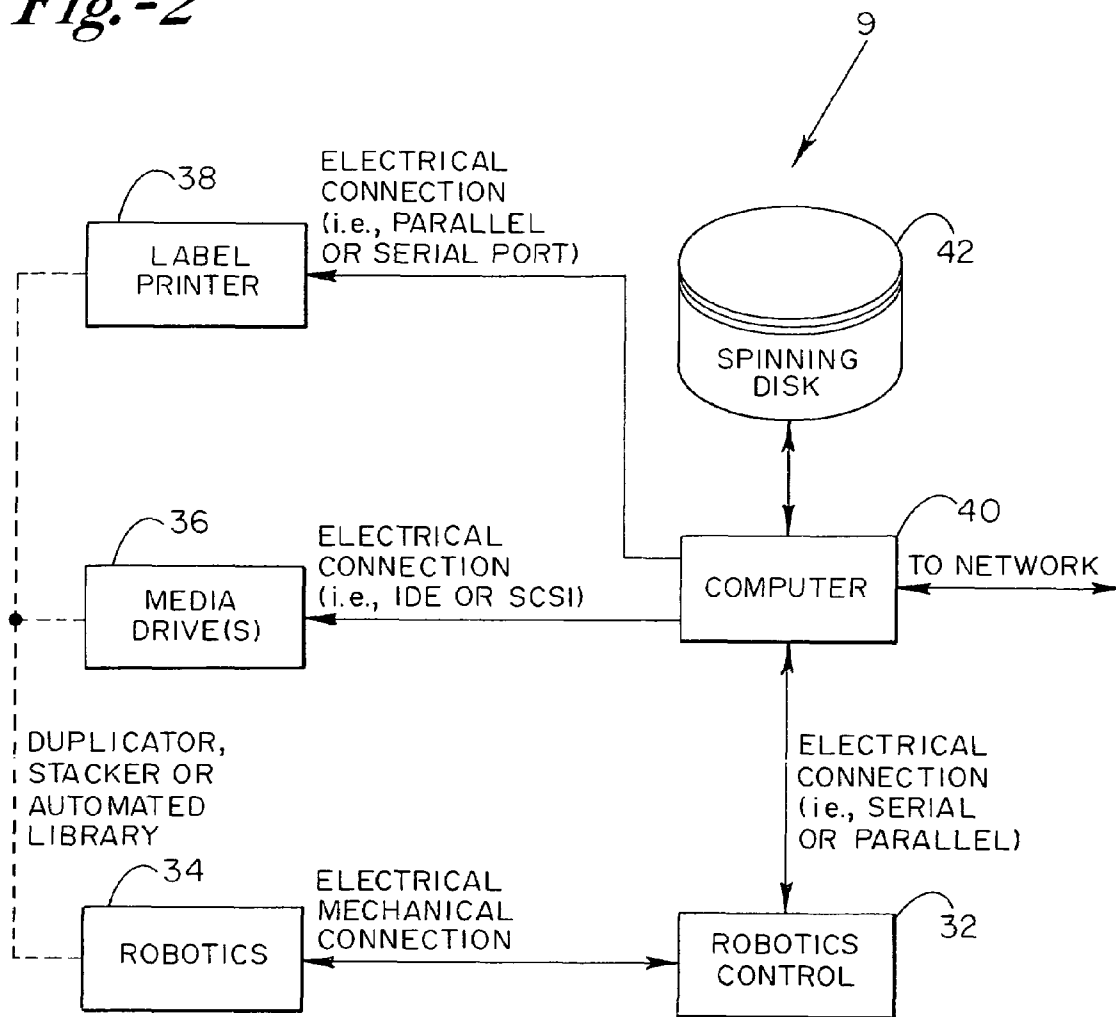 Fig.-2
9
38
ELECTRICAL
CONNECTION
(i.e., PARALLEL
OR SERIAL PORT)
LABEL
PRINTER
42
SPINNING
DISK
36
ELECTRICAL
CONNECTION
(i.e., IDE OR SCSI)
MEDIA
DRIVE(S)
40
COMPUTER
TO NETWORK
DUPLICATOR,
STACKER OR
AUTOMATED
LIBRARY
ELECTRICAL
CONNECTION
(ie., SERIAL
OR PARALLEL)
34
ROBOTICS
ELECTRICAL
MECHANICAL
CONNECTION
32
ROBOTICS
CONTROL